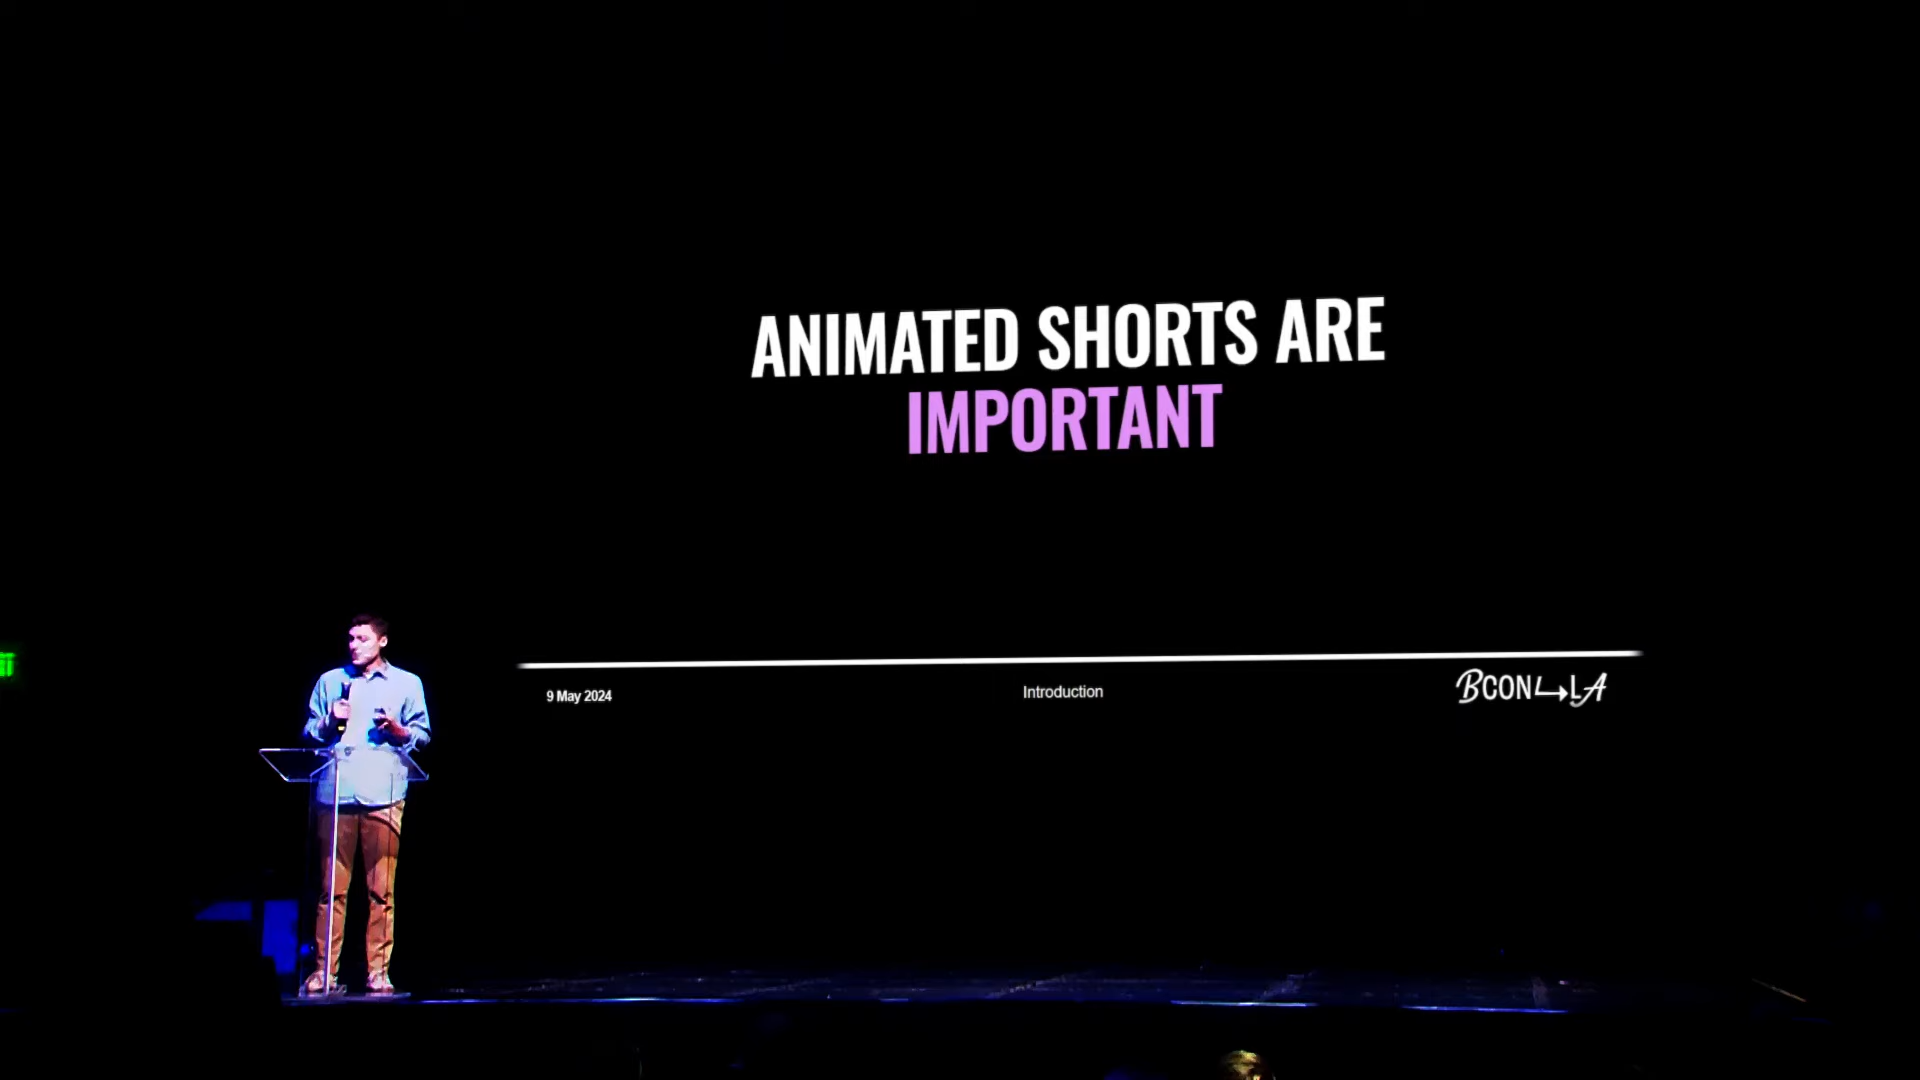 ANIMATED SHORTS ARE
IMPORTANT
9 May 2024
Introduction
BCON LA